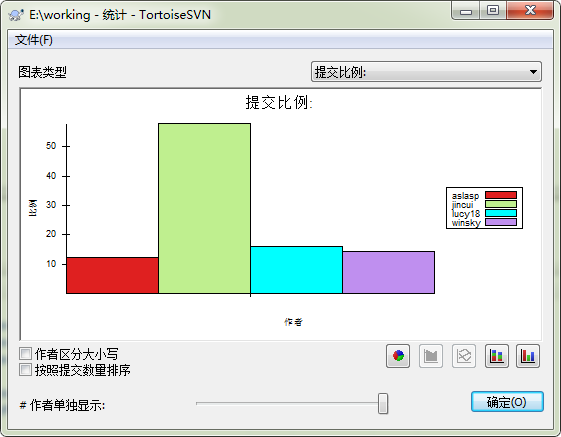 E:\working - 统计 - TortoiseSVN
文件(F)
图表类型
提交比例:
提交比例:
50
40
30
20
10
比例
aslasp
jincui
lucy18
winsky
作者
作者区分大小写
按照提交数量排序
# 作者单独显示:
确定(O)